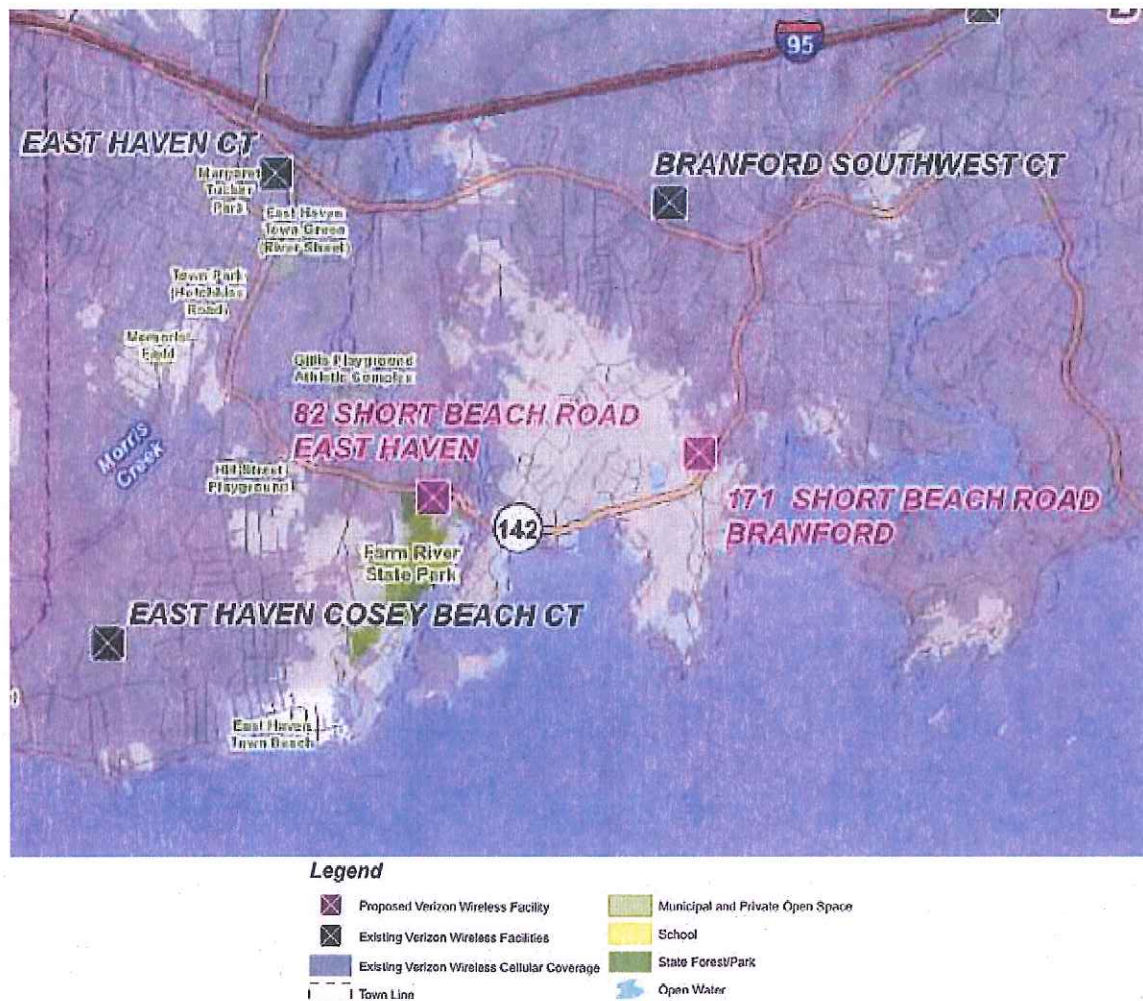 95
EAST HAVEN CT
Margaret
Tucker
Park
BRANFORD SOUTHWEST CT
East Haven
Town Green
(River Street)
Town Park
(Hotchkiss
Road)
Memorial
Field
Gillis Playground
Athletic Complex
82 SHORT BEACH ROAD
EAST HAVEN
Morris
Creek
Hill Street
Playground
171 SHORT BEACH ROAD
BRANFORD
142
Farm River
State Park
EAST HAVEN COSEY BEACH CT
East Haven
Town Beach
Legend
Proposed Verizon Wireless Facility
Existing Verizon Wireless Facilities
Existing Verizon Wireless Cellular Coverage
Town Line
Municipal and Private Open Space
School
State Forest/Park
Open Water